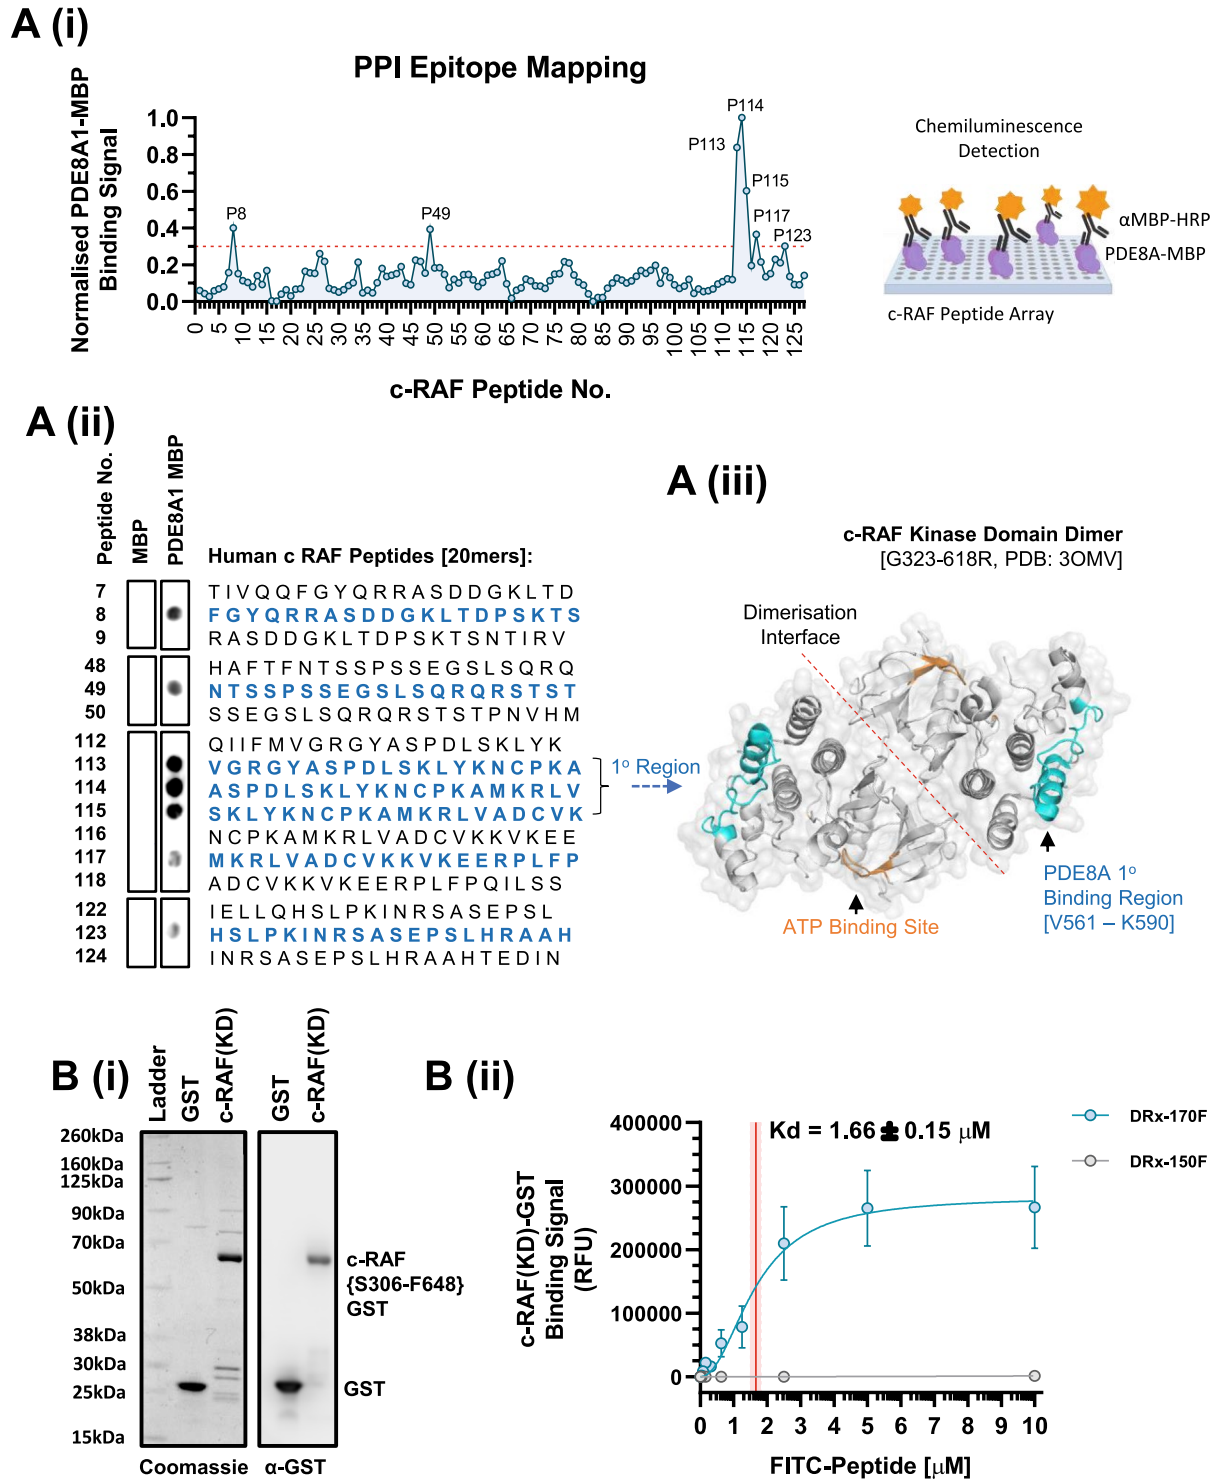 A (i)
PPI Epitope Mapping
Normalised PDE8A1-MBP
Binding Signal
1.0
0.8
0.6
0.4
0.2
0.0
P8
P49
P113
P114
P115
P117
P123
0 5 10 15 20 25 30 35 40 45 50 55 60 65 70 75 80 85 90 95 100 105 110 115 120 125
c-RAF Peptide No.
Chemiluminescence
Detection
αMBP-HRP
PDE8A-MBP
c-RAF Peptide Array
A (ii)
Peptide No.
MBP
PDE8A1 MBP
Human c RAF Peptides [20mers]:
7 TIVQQFGYQRRASDDGKLTD
8 FGYQRRASDDGKLTDPSKTS
9 RASDDGKLTDPSKTSNTIRV
48 HAFTFNTSSPSSEGSLSQRQ
49 NTSSPSSEGSLSQRQRSTST
50 SSEGSLSQRQRSTSTPNVHM
112 QIIFMVGRGYASPDLSKLYK
113 VGRGYASPDLSKLYKNCPKA
114 ASPDLSKLYKNCPKAMKRLV
115 SKLYKNCPKAMKRLVADCVK
116 NCPKAMKRLVADCVKKVKEE
117 MKRLVADCVKKVKEERPLFP
118 ADCVKKVKEERPLFPQILSS
122 IELLQHSLPKINRSASEPSL
123 HSLPKINRSASEPSLHRAAH
124 INRSASEPSLHRAAHTEDIN
1º Region
A (iii)
c-RAF Kinase Domain Dimer
[G323-618R, PDB: 3OMV]
Dimerisation
Interface
ATP Binding Site
PDE8A 1º
Binding Region
[V561 – K590]
B (i)
Ladder
GST
c-RAF(KD)
GST
c-RAF(KD)
260kDa
160kDa
125kDa
90kDa
70kDa
50kDa
38kDa
30kDa
25kDa
15kDa
c-RAF
{S306-F648}
GST
GST
Coomassie
α-GST
B (ii)
c-RAF(KD)-GST
Binding Signal
(RFU)
400000
300000
200000
100000
0
Kd = 1.66 ± 0.15 μM
DRx-170F
DRx-150F
0 1 2 3 4 5 6 7 8 9 10
FITC-Peptide [μM]